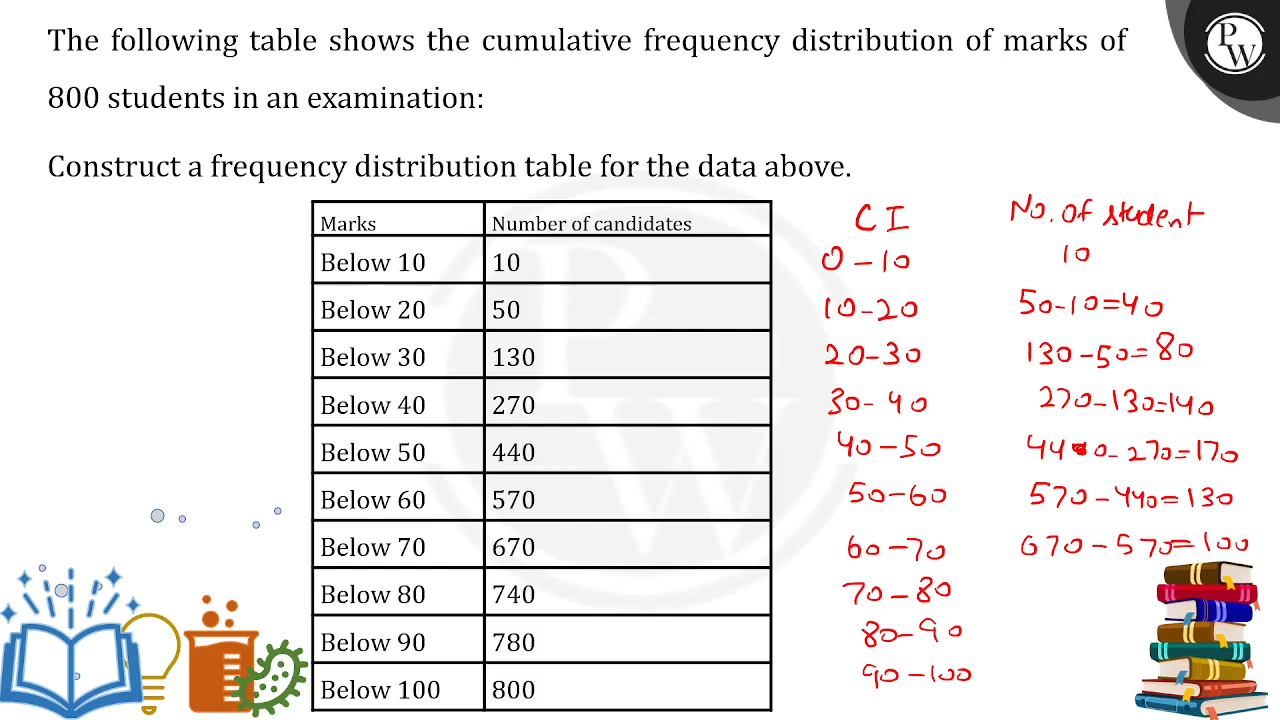 The following table shows the cumulative frequency distribution of marks of
800 students in an examination:
Construct a frequency distribution table for the data above.
Marks Number of candidates
Below 10 10
Below 20 50
Below 30 130
Below 40 270
Below 50 440
Below 60 570
Below 70 670
Below 80 740
Below 90 780
Below 100 800
C I No. of student
0-10 10
10-20 50-10=40
20-30 130-50=80
30-40 270-130=140
40-50 440-270=170
50-60 570-440=130
60-70 670-570=100
70-80
80-90
90-100
PW
PW